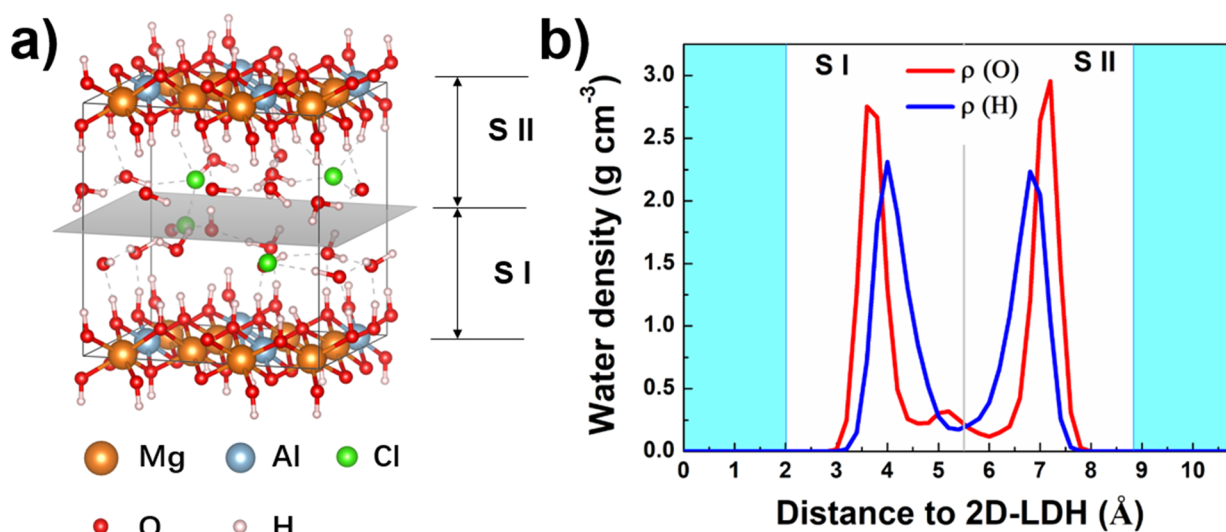 a)
S II
S I
Mg
Al
Cl
O
H
b)
S I
S II
ρ (O)
ρ (H)
Water density (g cm⁻³)
3.0
2.5
2.0
1.5
1.0
0.5
0.0
0 1 2 3 4 5 6 7 8 9 10
Distance to 2D-LDH (Å)